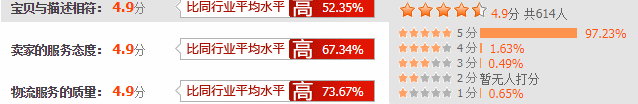 宝贝与描述相符： 4.9分 比同行业平均水平 高 52.35%
卖家的服务态度： 4.9分 比同行业平均水平 高 67.34%
物流服务的质量： 4.9分 比同行业平均水平 高 73.67%
4.9分 共614人
5分 97.23%
4分 1.63%
3分 0.49%
2分 暂无人打分
1分 0.65%